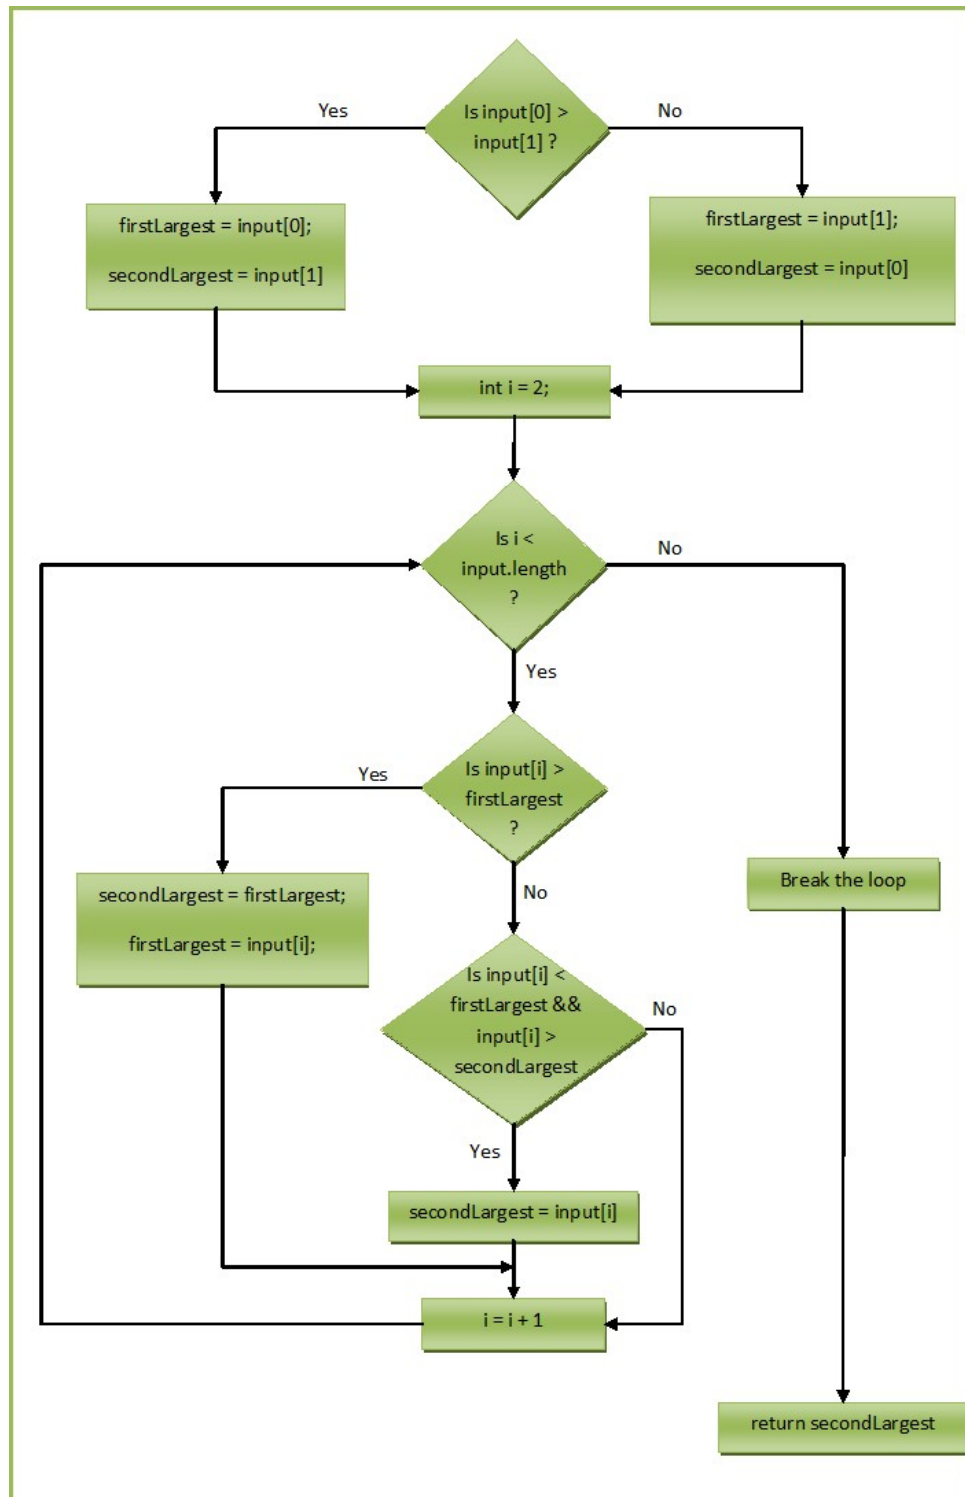 Is input[0] >
input[1] ?
Yes
No
firstLargest = input[0];
secondLargest = input[1]
firstLargest = input[1];
secondLargest = input[0]
int i = 2;
Is i <
input.length
?
No
Yes
Is input[i] >
firstLargest
?
Yes
No
secondLargest = firstLargest;
firstLargest = input[i];
Break the loop
Is input[i] <
firstLargest &&
input[i] >
secondLargest
No
Yes
secondLargest = input[i]
i = i + 1
return secondLargest